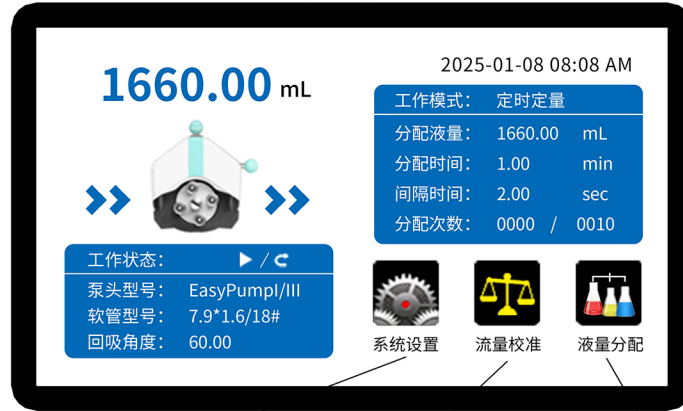 2025-01-08 08:08 AM
1660.00 mL
工作模式: 定时定量
分配液量: 1660.00 mL
分配时间: 1.00 min
间隔时间: 2.00 sec
分配次数: 0000 / 0010
工作状态: /
泵头型号: EasyPumpI/III
软管型号: 7.9*1.6/18#
回吸角度: 60.00
系统设置 流量校准 液量分配